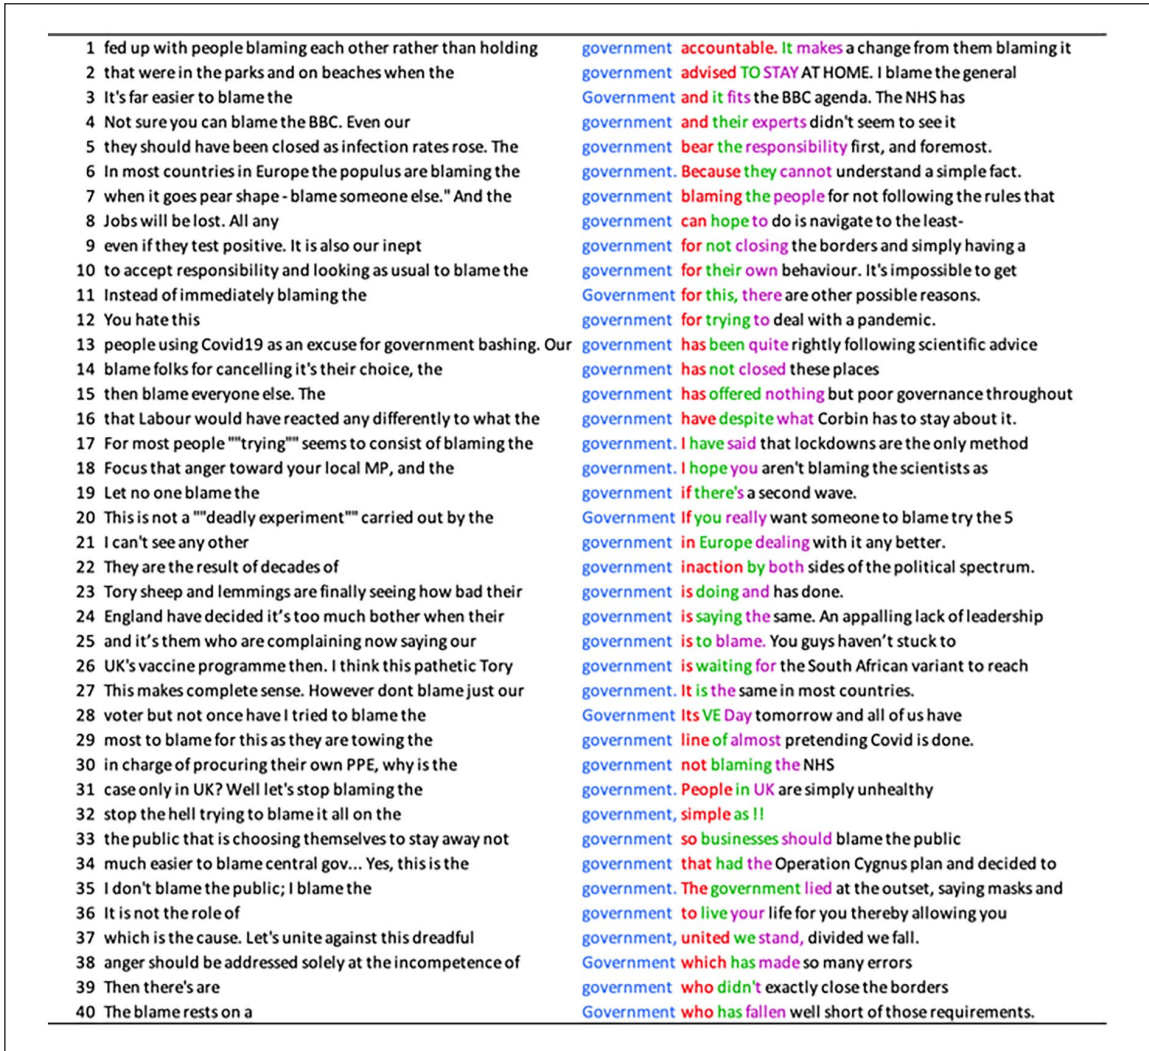 1 fed up with people blaming each other rather than holding government accountable. It makes a change from them blaming it
2 that were in the parks and on beaches when the government advised TO STAY AT HOME. I blame the general
3 It's far easier to blame the Government and it fits the BBC agenda. The NHS has
4 Not sure you can blame the BBC. Even our government and their experts didn't seem to see it
5 they should have been closed as infection rates rose. The government bear the responsibility first, and foremost.
6 In most countries in Europe the populus are blaming the government. Because they cannot understand a simple fact.
7 when it goes pear shape - blame someone else." And the government blaming the people for not following the rules that
8 Jobs will be lost. All any government can hope to do is navigate to the least-
9 even if they test positive. It is also our inept government for not closing the borders and simply having a
10 to accept responsibility and looking as usual to blame the government for their own behaviour. It's impossible to get
11 Instead of immediately blaming the Government for this, there are other possible reasons.
12 You hate this government for trying to deal with a pandemic.
13 people using Covid19 as an excuse for government bashing. Our government has been quite rightly following scientific advice
14 blame folks for cancelling it's their choice, the government has not closed these places
15 then blame everyone else. The government has offered nothing but poor governance throughout
16 that Labour would have reacted any differently to what the government have despite what Corbin has to stay about it.
17 For most people ""trying"" seems to consist of blaming the government. I have said that lockdowns are the only method
18 Focus that anger toward your local MP, and the government. I hope you aren't blaming the scientists as
19 Let no one blame the government if there's a second wave.
20 This is not a ""deadly experiment"" carried out by the Government If you really want someone to blame try the 5
21 I can't see any other government in Europe dealing with it any better.
22 They are the result of decades of government inaction by both sides of the political spectrum.
23 Tory sheep and lemmings are finally seeing how bad their government is doing and has done.
24 England have decided it’s too much bother when their government is saying the same. An appalling lack of leadership
25 and it’s them who are complaining now saying our government is to blame. You guys haven’t stuck to
26 UK's vaccine programme then. I think this pathetic Tory government is waiting for the South African variant to reach
27 This makes complete sense. However dont blame just our government. It is the same in most countries.
28 voter but not once have I tried to blame the Government Its VE Day tomorrow and all of us have
29 most to blame for this as they are towing the government line of almost pretending Covid is done.
30 in charge of procuring their own PPE, why is the government not blaming the NHS
31 case only in UK? Well let's stop blaming the government. People in UK are simply unhealthy
32 stop the hell trying to blame it all on the government, simple as !!
33 the public that is choosing themselves to stay away not government so businesses should blame the public
34 much easier to blame central gov... Yes, this is the government that had the Operation Cygnus plan and decided to
35 I don't blame the public; I blame the government. The government lied at the outset, saying masks and
36 It is not the role of government to live your life for you thereby allowing you
37 which is the cause. Let's unite against this dreadful government, united we stand, divided we fall.
38 anger should be addressed solely at the incompetence of Government which has made so many errors
39 Then there's are government who didn't exactly close the borders
40 The blame rests on a Government who has fallen well short of those requirements.